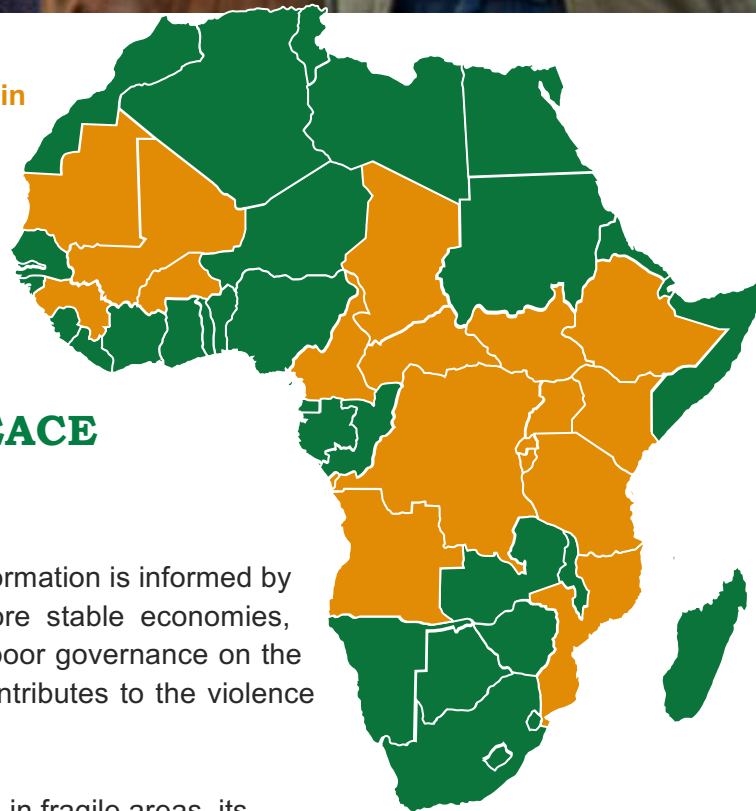 in
ormation is informed by
ore stable economies,
poor governance on the
ntributes to the violence
in fragile areas, its